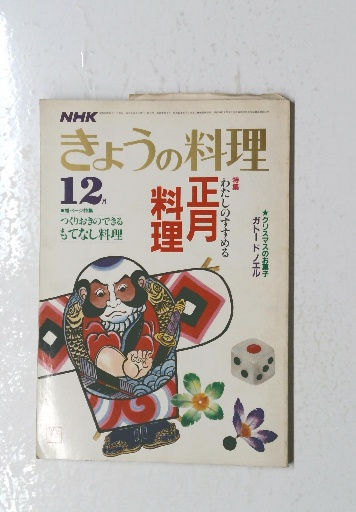 NHK
きょうの料理
12月
つくりおきのできる
もてなし料理
特集
わたしのすすめる
正月
料理
★クリスマスのお菓子
ガトー ド ノエル